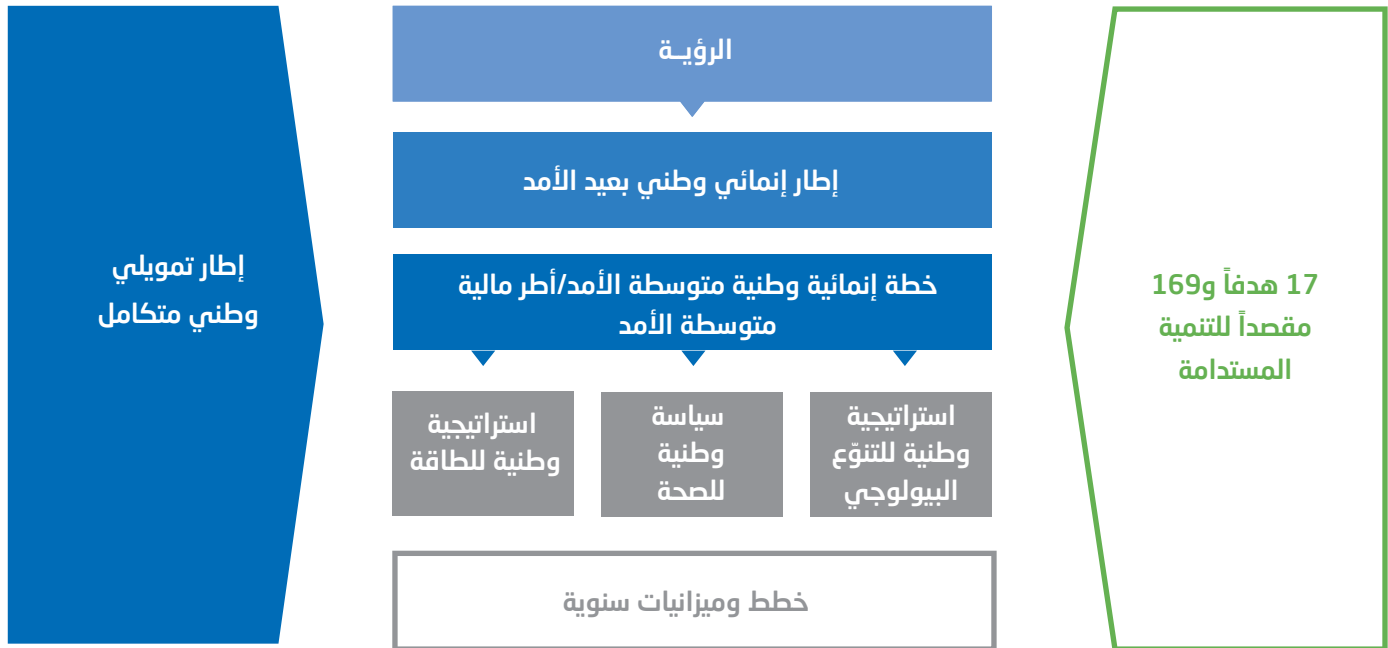 الرؤيــة
إطار إنمائي وطني بعيد الأمد
خطة إنمائية وطنية متوسطة الأمد/أطر مالية
متوسطة الأمد
استراتيجية
وطنية للتنوّع
البيولوجي
سياسة
وطنية
للصحة
استراتيجية
وطنية للطاقة
خطط وميزانيات سنوية
17 هدفاً و169
مقصداً للتنمية
المستدامة
إطار تمويلي
وطني متكامل